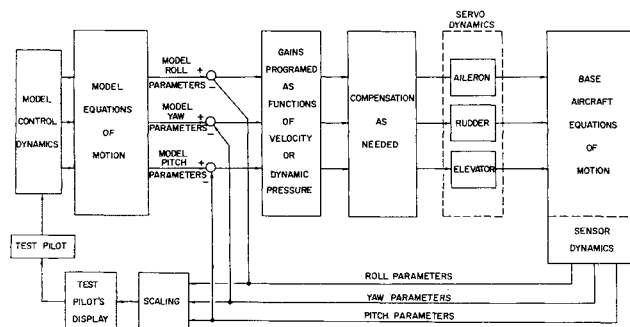 SERVO
DYNAMICS
MODEL
CONTROL
DYNAMICS
MODEL
EQUATIONS
OF
MOTION
MODEL
ROLL +
PARAMETERS –
MODEL
YAW +
PARAMETERS –
MODEL
PITCH +
PARAMETERS –
GAINS
PROGRAMED
AS
FUNCTIONS
OF
VELOCITY
OR
DYNAMIC
PRESSURE
COMPENSATION
AS
NEEDED
AILERON
RUDDER
ELEVATOR
BASE
AIRCRAFT
EQUATIONS
OF
MOTION
SENSOR
DYNAMICS
TEST PILOT
TEST
PILOT'S
DISPLAY
SCALING
ROLL PARAMETERS
YAW PARAMETERS
PITCH PARAMETERS